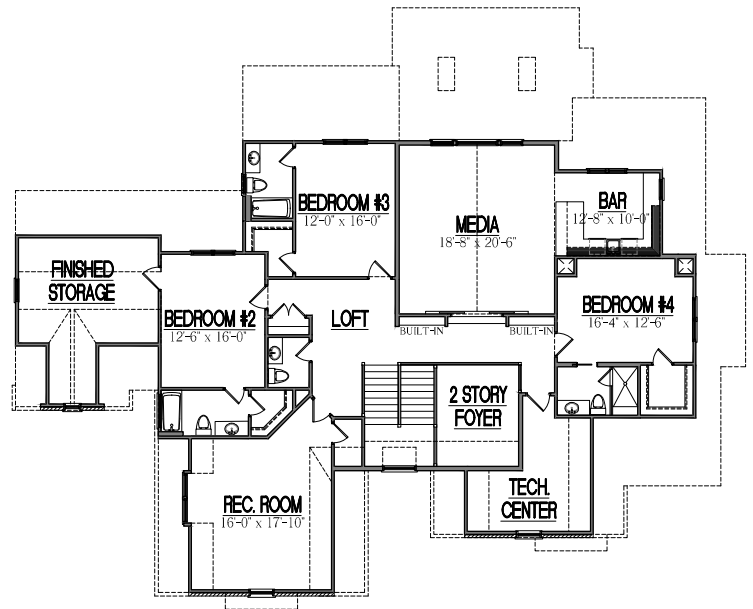 BEDROOM #3
12'-0" x 16'-0"
MEDIA
18'-8" x 20'-6"
BAR
12'-8" x 10'-0"
FINISHED
STORAGE
BEDROOM #2
12'-6" x 16'-0"
LOFT
BUILT-IN
BUILT-IN
BEDROOM #4
16'-4" x 12'-6"
2 STORY
FOYER
REC. ROOM
16'-0" x 17'-10"
TECH.
CENTER